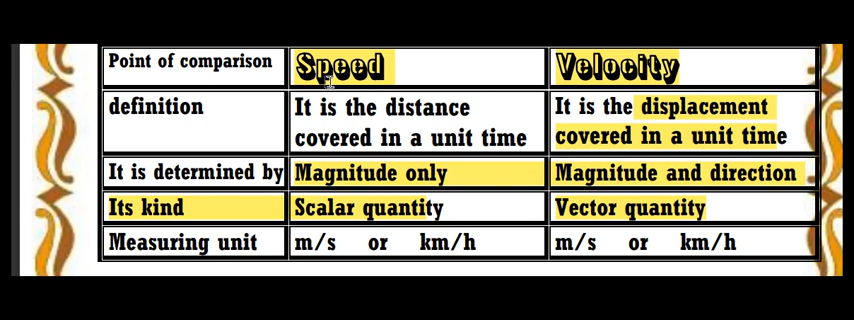 Point of comparison Speed Velocity
definition It is the distance It is the displacement
covered in a unit time covered in a unit time
It is determined by Magnitude only Magnitude and direction
Its kind Scalar quantity Vector quantity
Measuring unit m/s or km/h m/s or km/h